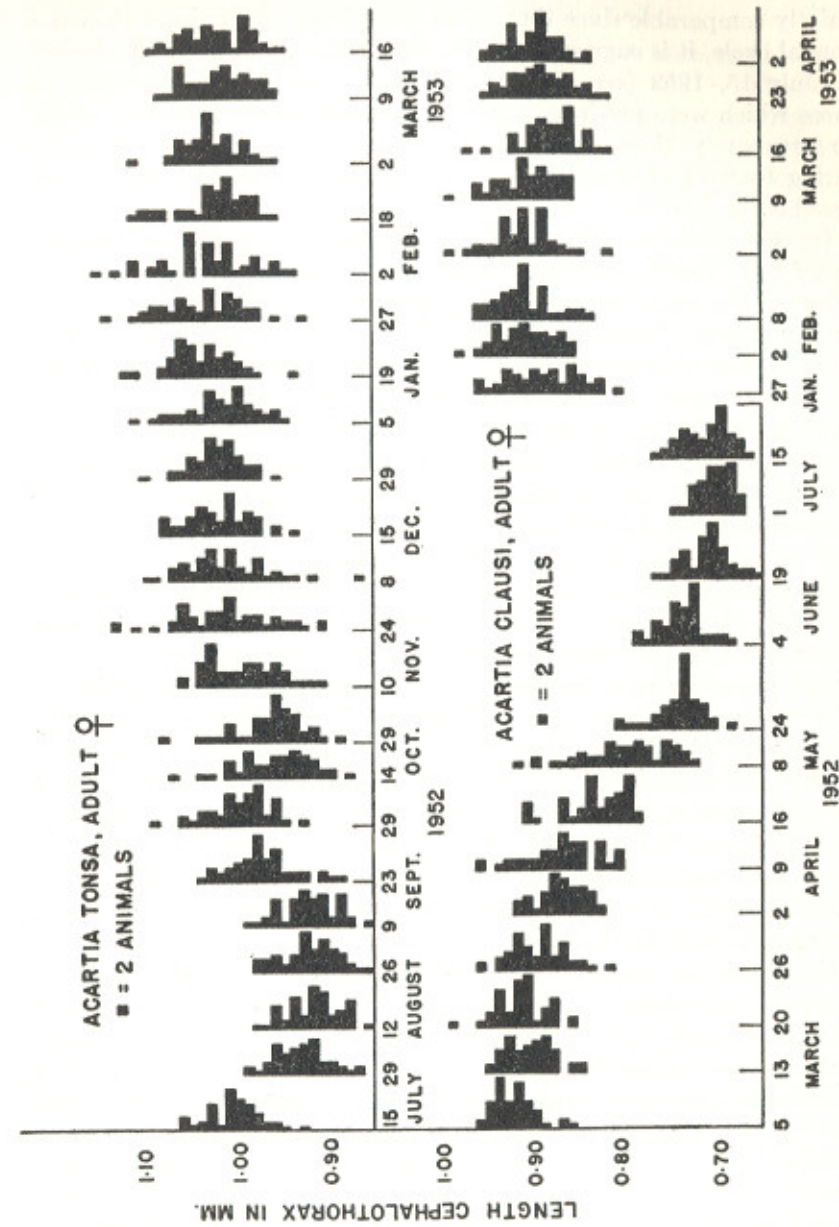 ACARTIA TONSA, ADULT ♀
■ = 2 ANIMALS
1·10
1·00
0·90
15 29 12 26 9 23 29 14 29 10 24 8 15 29 5 19 27 2 18 2 9 16
JULY AUGUST SEPT. OCT. NOV. DEC. JAN. FEB. MARCH
1952 1953
ACARTIA CLAUSI, ADULT ♀
■ = 2 ANIMALS
1·00
0·90
0·80
0·70
5 13 20 26 2 9 16 8 24 4 19 1 15 27 2 8 2 9 16 23 2
MARCH APRIL MAY JUNE JULY JAN. FEB. MARCH APRIL
1952 1953
LENGTH CEPHALOTHORAX IN MM.